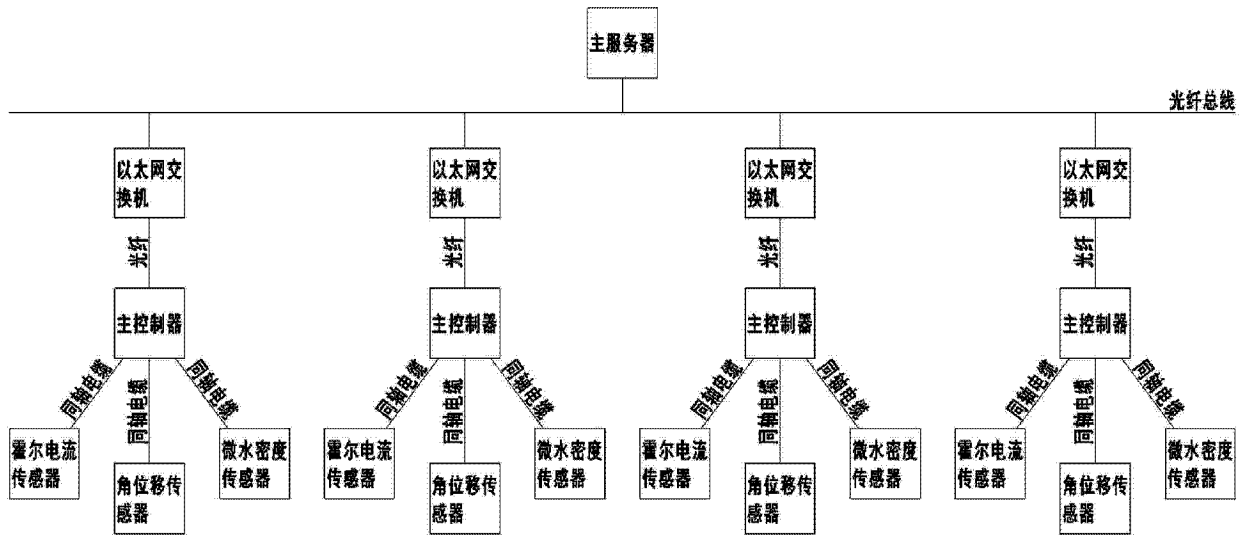 主服务器
光纤总线
以太网交
换机
以太网交
换机
以太网交
换机
以太网交
换机
光纤
光纤
光纤
光纤
主控制器
主控制器
主控制器
主控制器
同轴电缆
同轴电缆
同轴电缆
同轴电缆
同轴电缆
同轴电缆
同轴电缆
同轴电缆
同轴电缆
同轴电缆
同轴电缆
同轴电缆
霍尔电流
传感器
角位移传
感器
微水密度
传感器
霍尔电流
传感器
角位移传
感器
微水密度
传感器
霍尔电流
传感器
角位移传
感器
微水密度
传感器
霍尔电流
传感器
角位移传
感器
微水密度
传感器